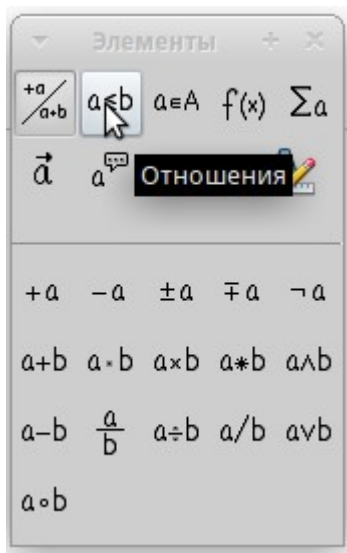 Элементы
+a/a+b a≤b a∈A f(x) Σa
a⃗ a Отношения
+a −a ±a ∓a ¬a
a+b a·b a×b a∗b a∧b
a−b a/b a÷b a/b a∨b
a∘b